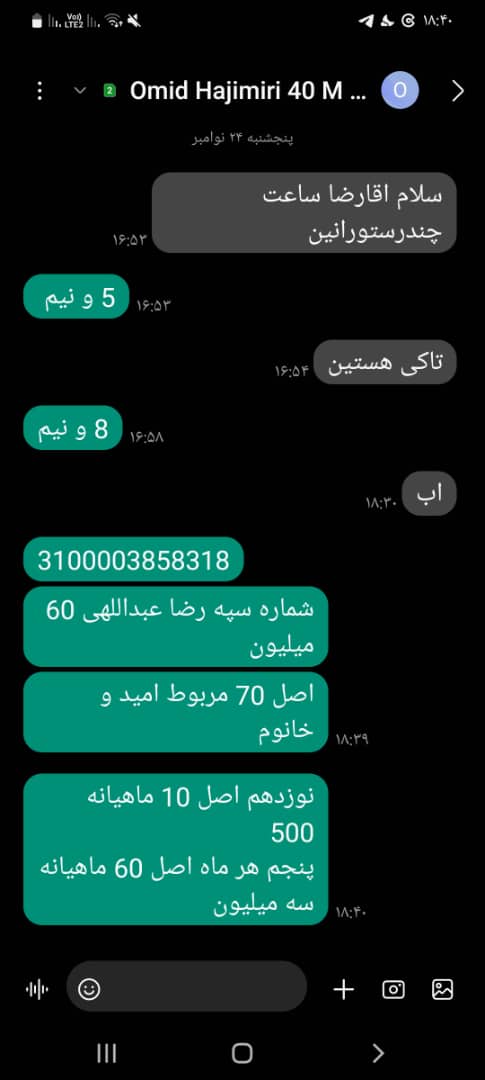 ۱۸:۴۰
Omid Hajimiri 40 M ...
O
2
پنجشنبه ۲۴ نوامبر
سلام اقارضا ساعت
چندرستورانین
۱۶:۵۳
5 و نیم
۱۶:۵۳
تاکی هستین
۱۶:۵۴
8 و نیم
۱۶:۵۸
اب
۱۸:۳۰
3100003858318
شماره سپه رضا عبداللهی 60
میلیون
اصل 70 مربوط امید و
خانوم
۱۸:۳۹
نوزدهم اصل 10 ماهیانه
500
پنجم هر ماه اصل 60 ماهیانه
سه میلیون
۱۸:۴۰